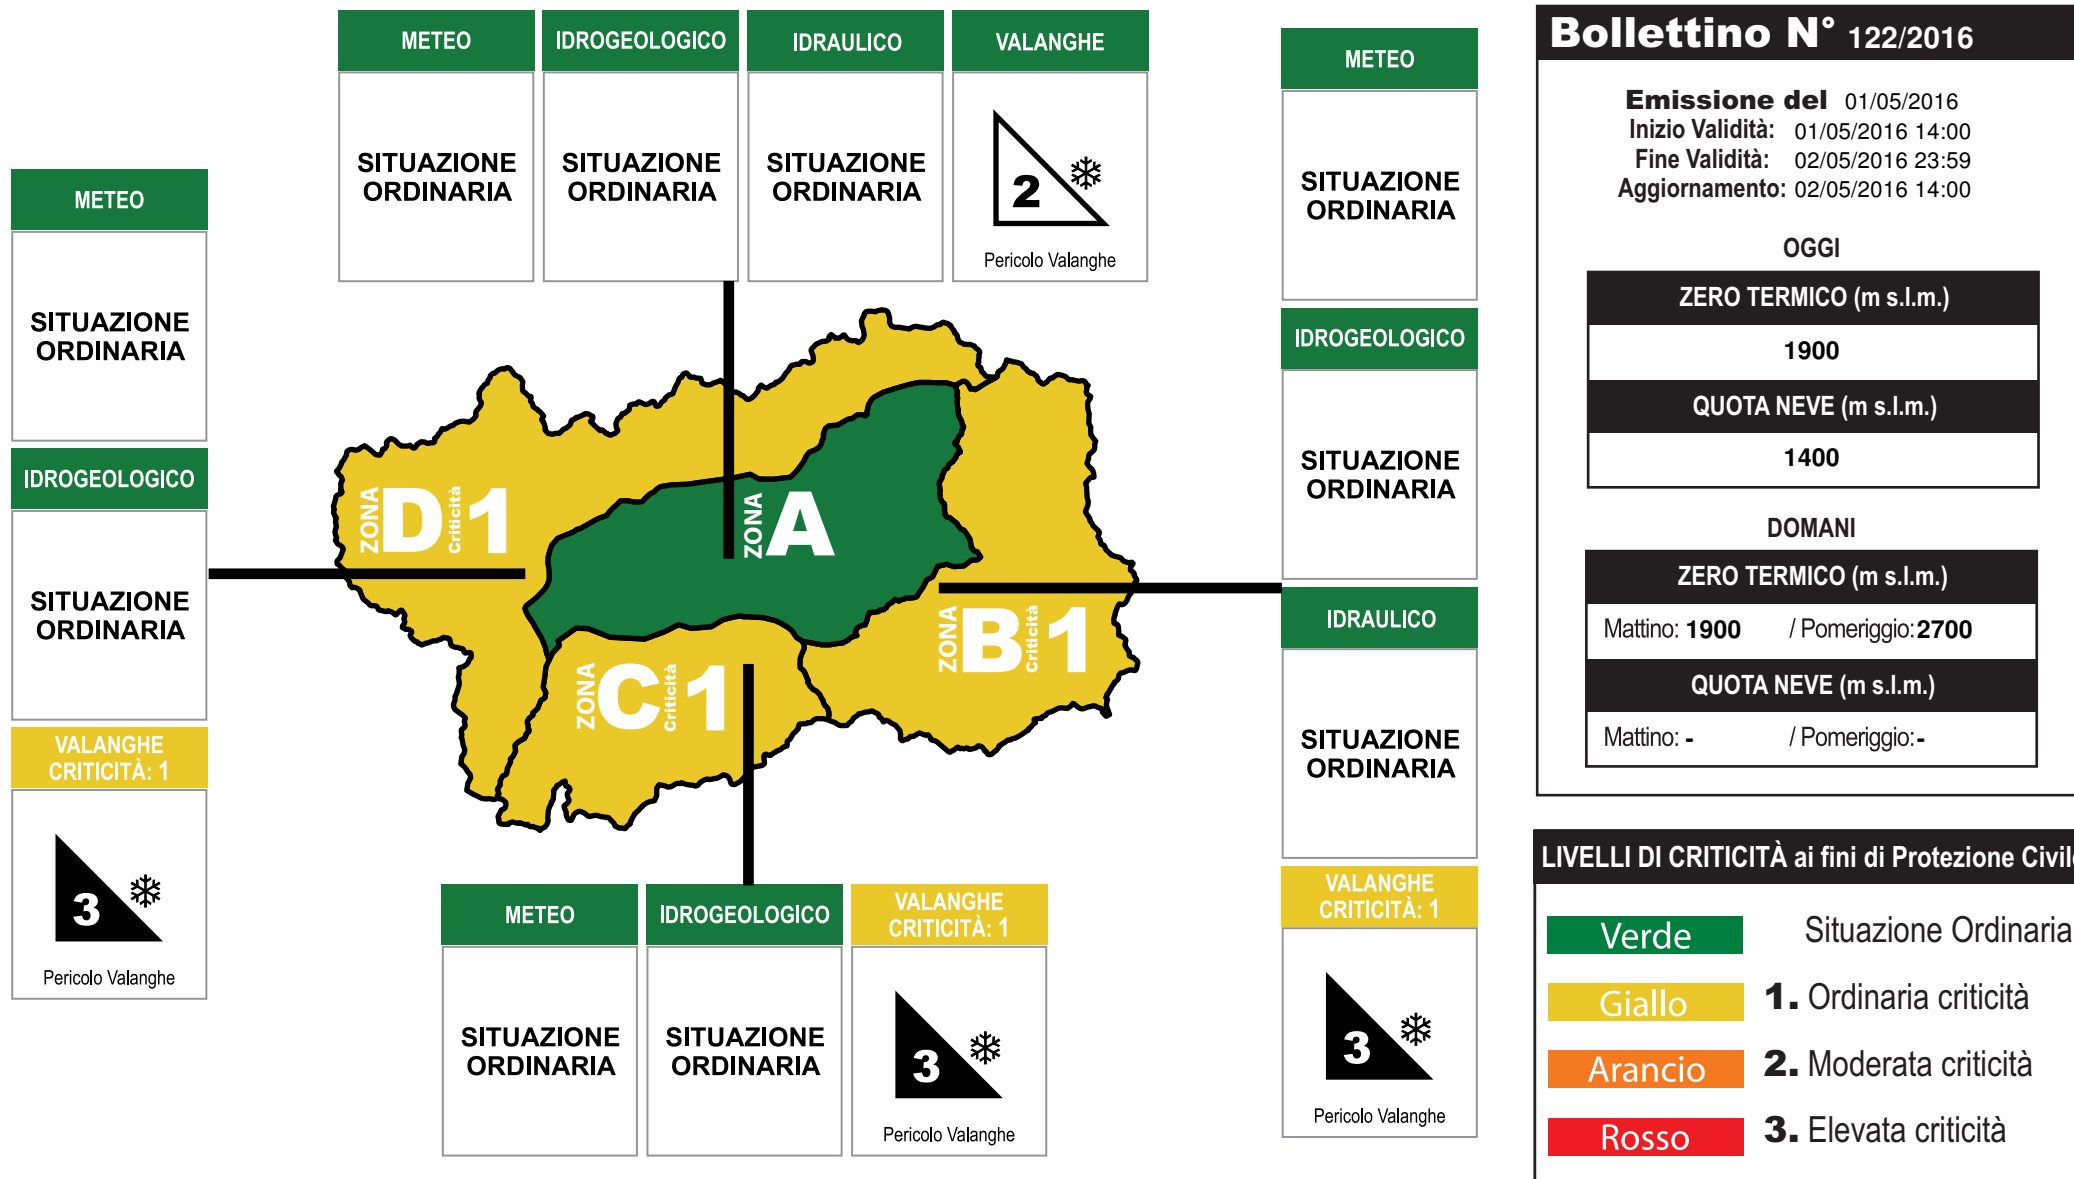 METEO
IDROGEOLOGICO
IDRAULICO
VALANGHE
SITUAZIONE
ORDINARIA
SITUAZIONE
ORDINARIA
SITUAZIONE
ORDINARIA
2
Pericolo Valanghe
METEO
SITUAZIONE
ORDINARIA
IDROGEOLOGICO
SITUAZIONE
ORDINARIA
VALANGHE
CRITICITÀ: 1
3
Pericolo Valanghe
ZONA D Criticità 1
ZONA A
ZONA B Criticità 1
ZONA C Criticità 1
METEO
IDROGEOLOGICO
VALANGHE
CRITICITÀ: 1
SITUAZIONE
ORDINARIA
SITUAZIONE
ORDINARIA
3
Pericolo Valanghe
METEO
SITUAZIONE
ORDINARIA
IDROGEOLOGICO
SITUAZIONE
ORDINARIA
IDRAULICO
SITUAZIONE
ORDINARIA
VALANGHE
CRITICITÀ: 1
3
Pericolo Valanghe
Bollettino N° 122/2016
Emissione del 01/05/2016
Inizio Validità: 01/05/2016 14:00
Fine Validità: 02/05/2016 23:59
Aggiornamento: 02/05/2016 14:00
OGGI
ZERO TERMICO (m s.l.m.)
1900
QUOTA NEVE (m s.l.m.)
1400
DOMANI
ZERO TERMICO (m s.l.m.)
Mattino: 1900 / Pomeriggio: 2700
QUOTA NEVE (m s.l.m.)
Mattino: - / Pomeriggio: -
LIVELLI DI CRITICITÀ ai fini di Protezione Civile
Verde Situazione Ordinaria
Giallo 1. Ordinaria criticità
Arancio 2. Moderata criticità
Rosso 3. Elevata criticità